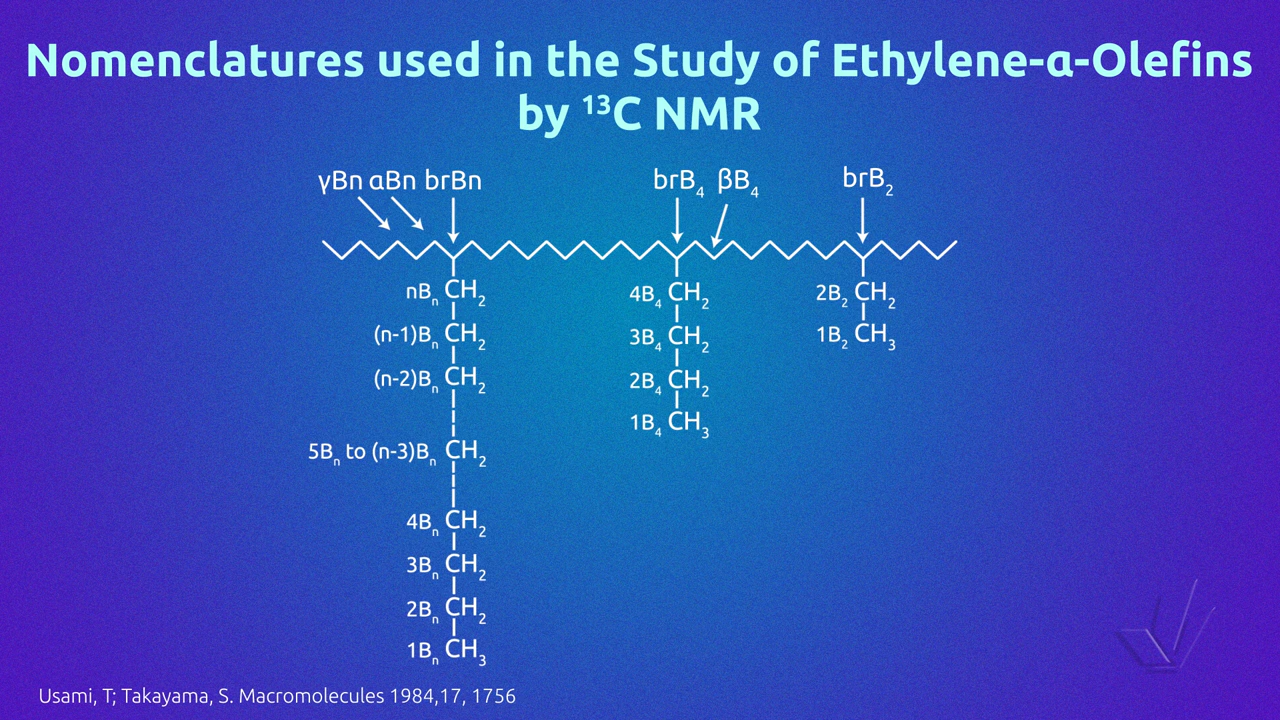 Nomenclatures used in the Study of Ethylene-α-Olefins
by ¹³C NMR
γBn αBn brBn
brB₄ βB₄
brB₂
nBₙ CH₂
(n-1)Bₙ CH₂
(n-2)Bₙ CH₂
5Bₙ to (n-3)Bₙ CH₂
4Bₙ CH₂
3Bₙ CH₂
2Bₙ CH₂
1Bₙ CH₃
4B₄ CH₂
3B₄ CH₂
2B₄ CH₂
1B₄ CH₃
2B₂ CH₂
1B₂ CH₃
Usami, T; Takayama, S. Macromolecules 1984,17, 1756